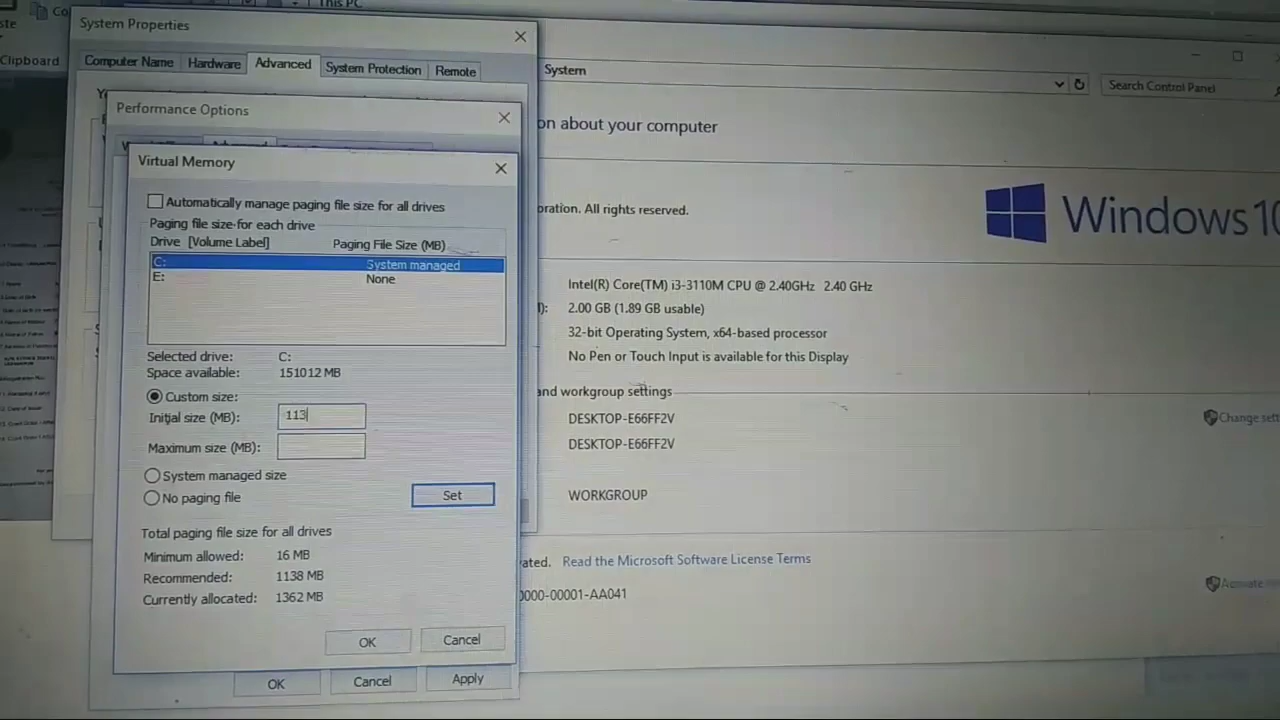 This PC
System Properties
Clipboard
Computer Name Hardware Advanced System Protection Remote
System
Search Control Panel
Performance Options
on about your computer
Virtual Memory
Automatically manage paging file size for all drives
Paging file size for each drive
Drive [Volume Label] Paging File Size (MB)
C: System managed
E: None
oration. All rights reserved.
Windows 10
Intel(R) Core(TM) i3-3110M CPU @ 2.40GHz 2.40 GHz
2.00 GB (1.89 GB usable)
32-bit Operating System, x64-based processor
No Pen or Touch Input is available for this Display
Selected drive: C:
Space available: 151012 MB
Custom size:
Initial size (MB): 113
Maximum size (MB):
System managed size
No paging file
Set
and workgroup settings
DESKTOP-E66FF2V
Change sett
DESKTOP-E66FF2V
WORKGROUP
Total paging file size for all drives
Minimum allowed: 16 MB
Recommended: 1138 MB
Currently allocated: 1362 MB
vated. Read the Microsoft Software License Terms
0000-00001-AA041
Activate
OK Cancel
OK Cancel Apply